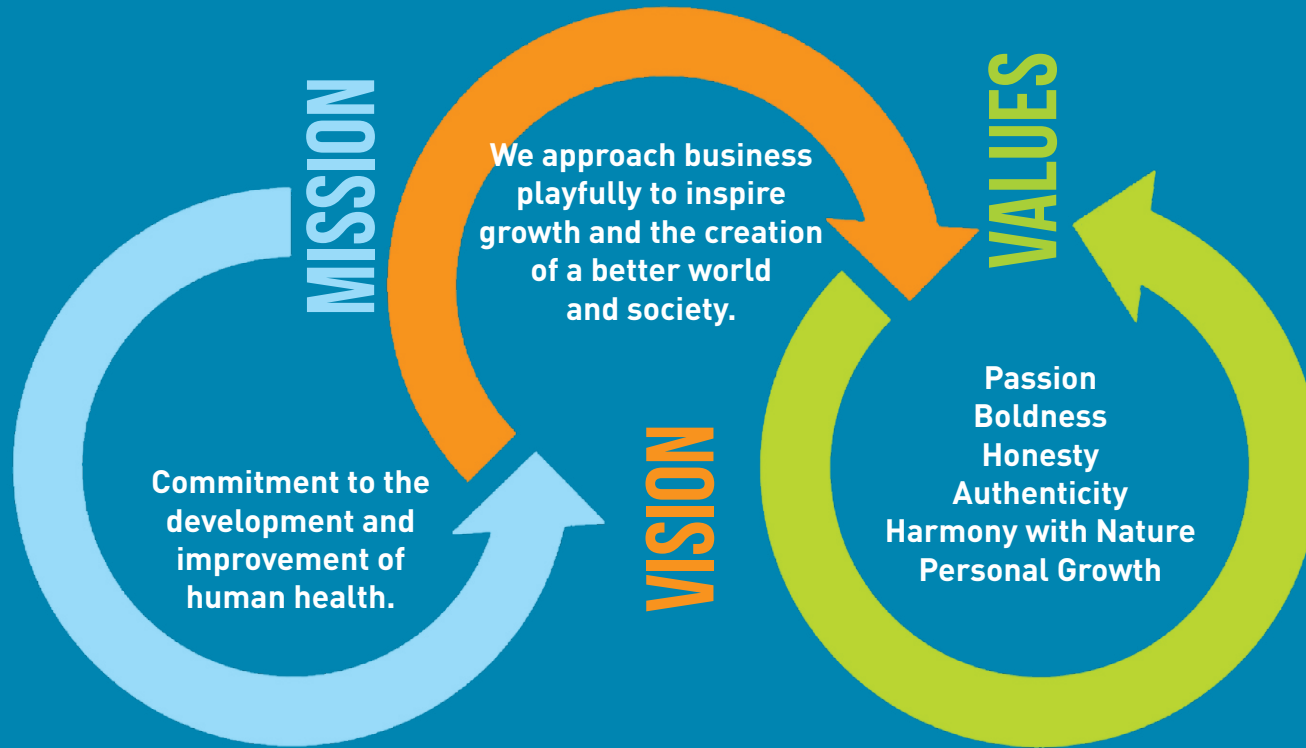 MISSION
Commitment to the
development and
improvement of
human health.
VISION
We approach business
playfully to inspire
growth and the creation
of a better world
and society.
VALUES
Passion
Boldness
Honesty
Authenticity
Harmony with Nature
Personal Growth